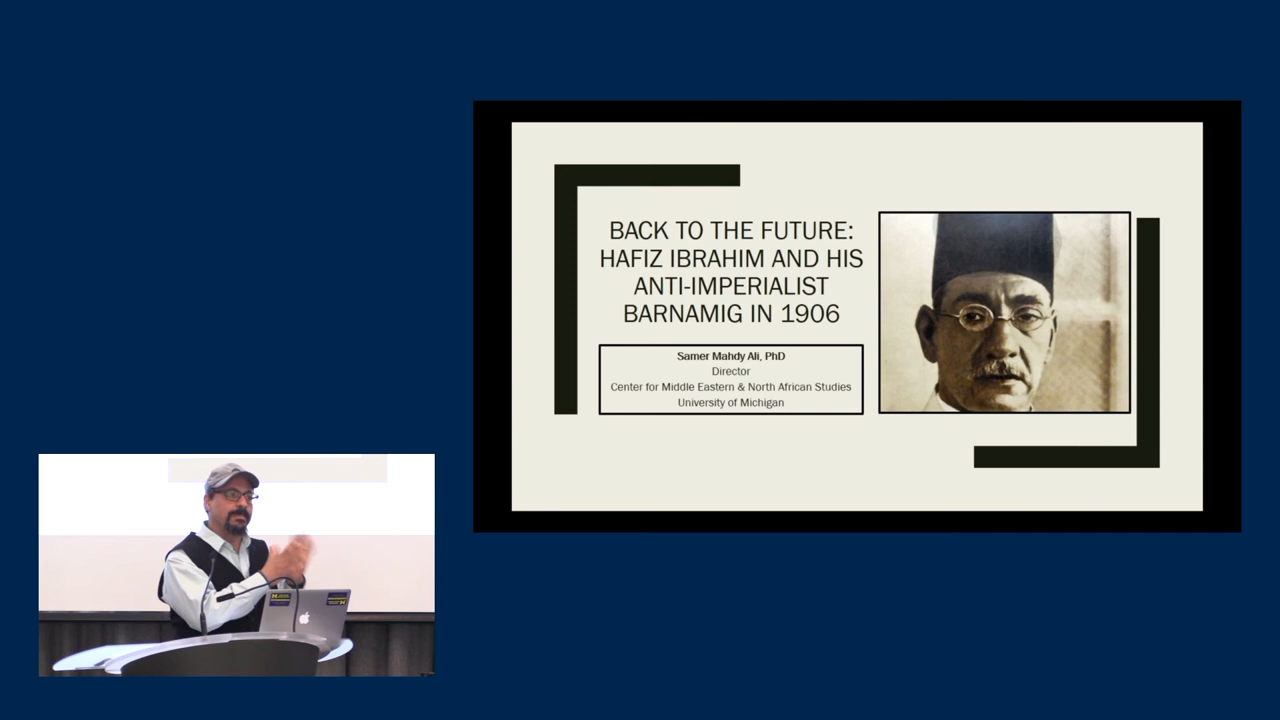 BACK TO THE FUTURE:
HAFIZ IBRAHIM AND HIS
ANTI-IMPERIALIST
BARNAMIG IN 1906
Samer Mahdy Ali, PhD
Director
Center for Middle Eastern & North African Studies
University of Michigan